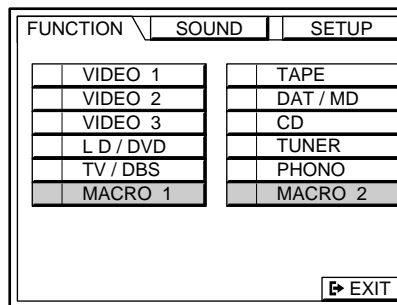 FUNCTION SOUND SETUP
VIDEO 1 TAPE
VIDEO 2 DAT / MD
VIDEO 3 CD
L D / DVD TUNER
TV / DBS PHONO
MACRO 1 MACRO 2
EXIT